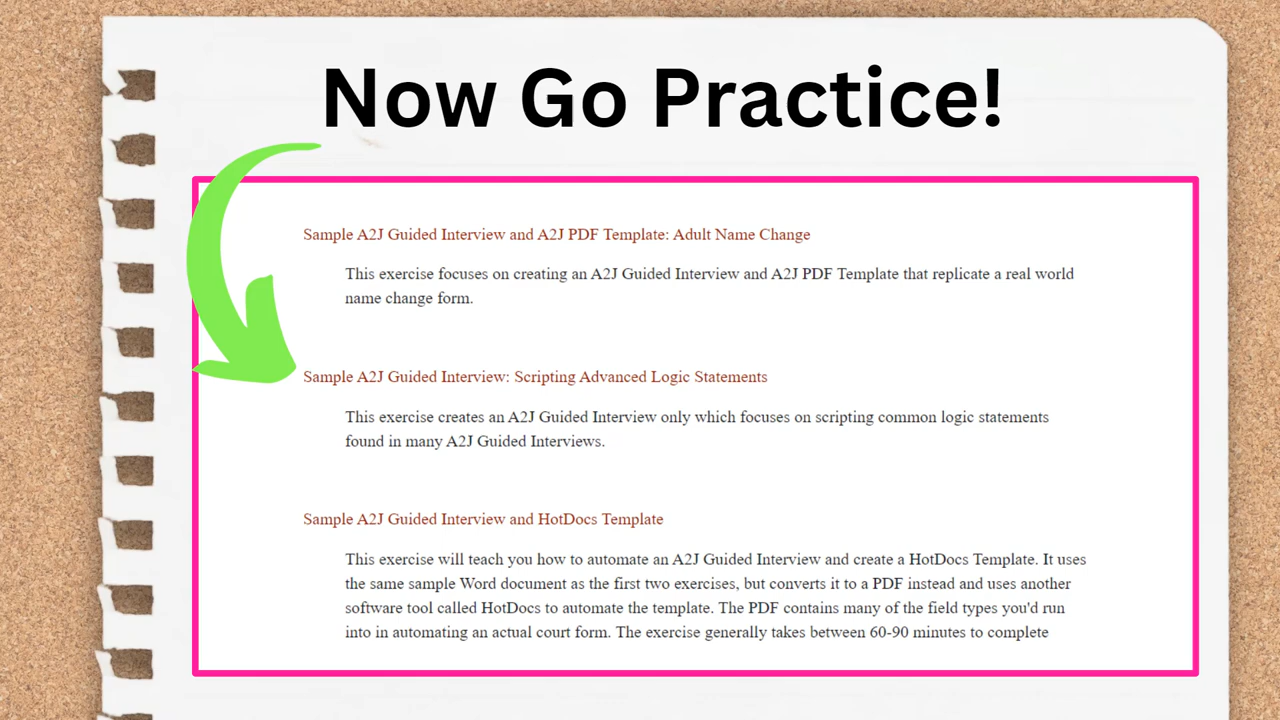 Now Go Practice!
Sample A2J Guided Interview and A2J PDF Template: Adult Name Change
This exercise focuses on creating an A2J Guided Interview and A2J PDF Template that replicate a real world
name change form.
Sample A2J Guided Interview: Scripting Advanced Logic Statements
This exercise creates an A2J Guided Interview only which focuses on scripting common logic statements
found in many A2J Guided Interviews.
Sample A2J Guided Interview and HotDocs Template
This exercise will teach you how to automate an A2J Guided Interview and create a HotDocs Template. It uses
the same sample Word document as the first two exercises, but converts it to a PDF instead and uses another
software tool called HotDocs to automate the template. The PDF contains many of the field types you'd run
into in automating an actual court form. The exercise generally takes between 60-90 minutes to complete